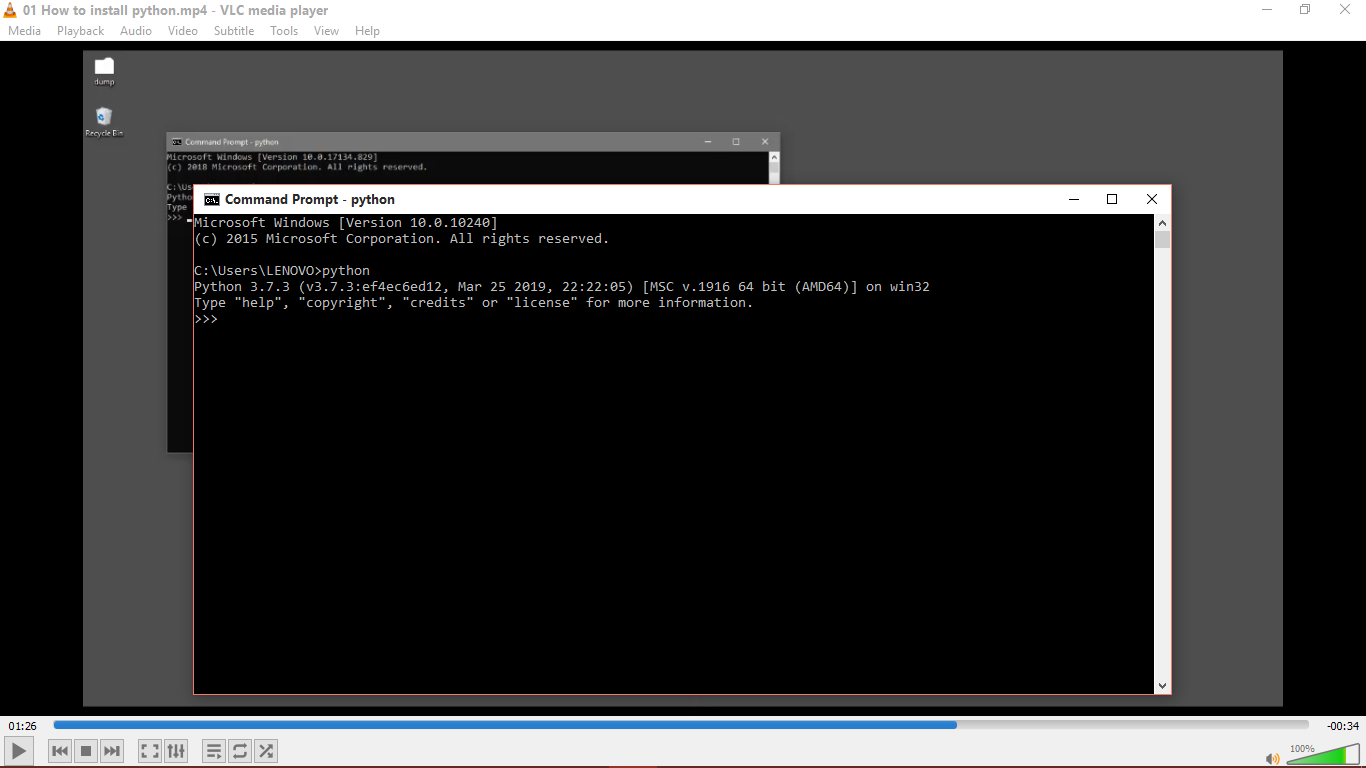 01 How to install python.mp4 - VLC media player
Media Playback Audio Video Subtitle Tools View Help
dump
Recycle Bin
Command Prompt - python
Microsoft Windows [Version 10.0.17134.829]
(c) 2018 Microsoft Corporation. All rights reserved.
C:\Us
Pytho
Type
>>>
Command Prompt - python
Microsoft Windows [Version 10.0.10240]
(c) 2015 Microsoft Corporation. All rights reserved.
C:\Users\LENOVO>python
Python 3.7.3 (v3.7.3:ef4ec6ed12, Mar 25 2019, 22:22:05) [MSC v.1916 64 bit (AMD64)] on win32
Type "help", "copyright", "credits" or "license" for more information.
>>>
01:26
-00:34
100%